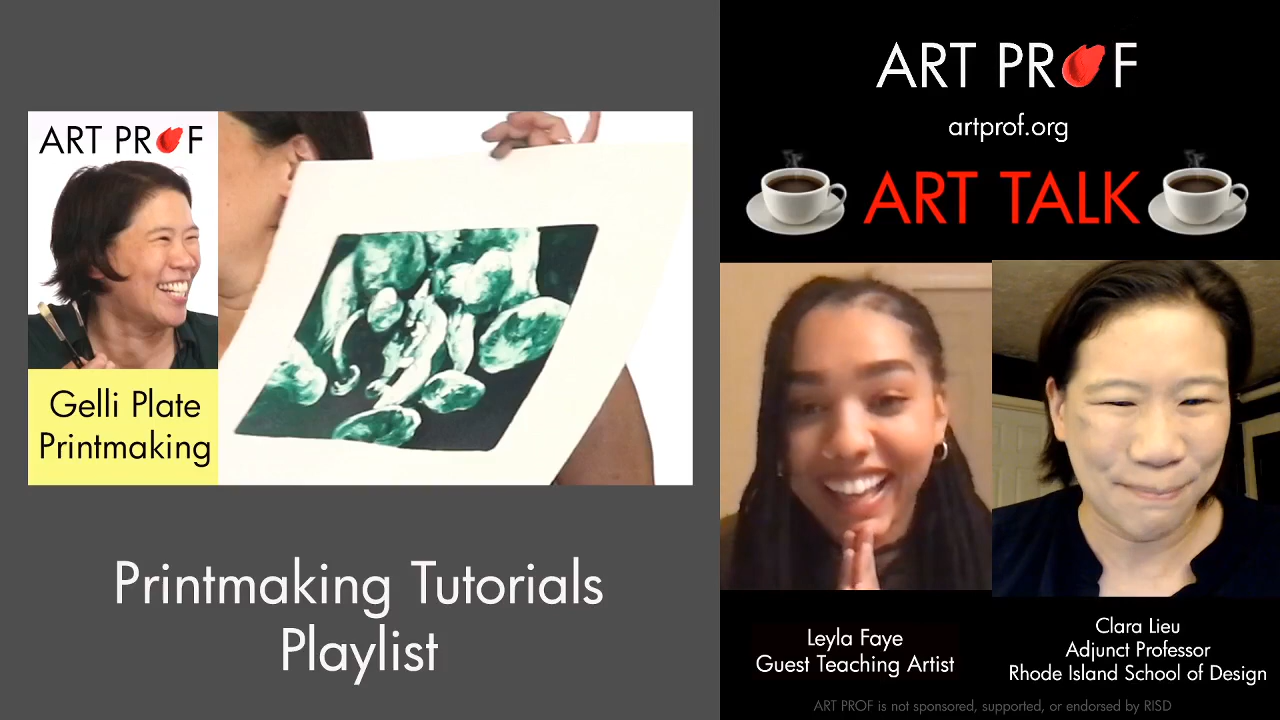 ART PROF
Gelli Plate
Printmaking
Printmaking Tutorials
Playlist
ART PROF
artprof.org
ART TALK
Leyla Faye
Guest Teaching Artist
Clara Lieu
Adjunct Professor
Rhode Island School of Design
ART PROF is not sponsored, supported, or endorsed by RISD